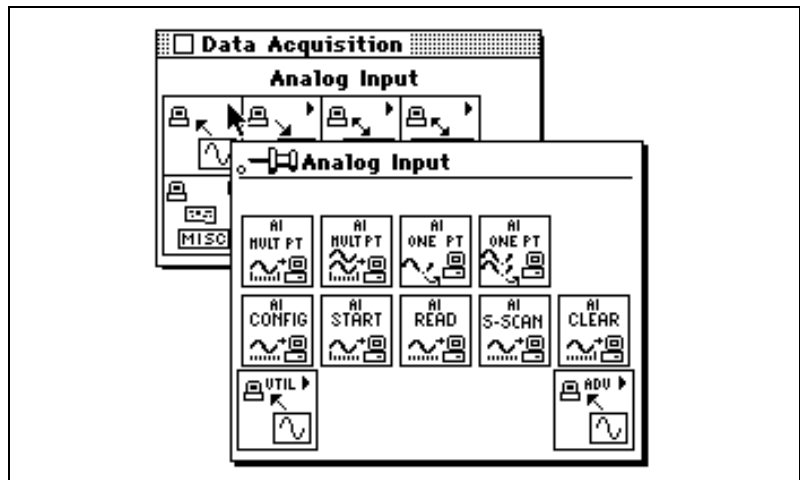 Data Acquisition
Analog Input
MISC
Analog Input
AI MULT PT
AI MULT PT
AI ONE PT
AI ONE PT
AI CONFIG
AI START
AI READ
AI S-SCAN
AI CLEAR
UTIL
ADV